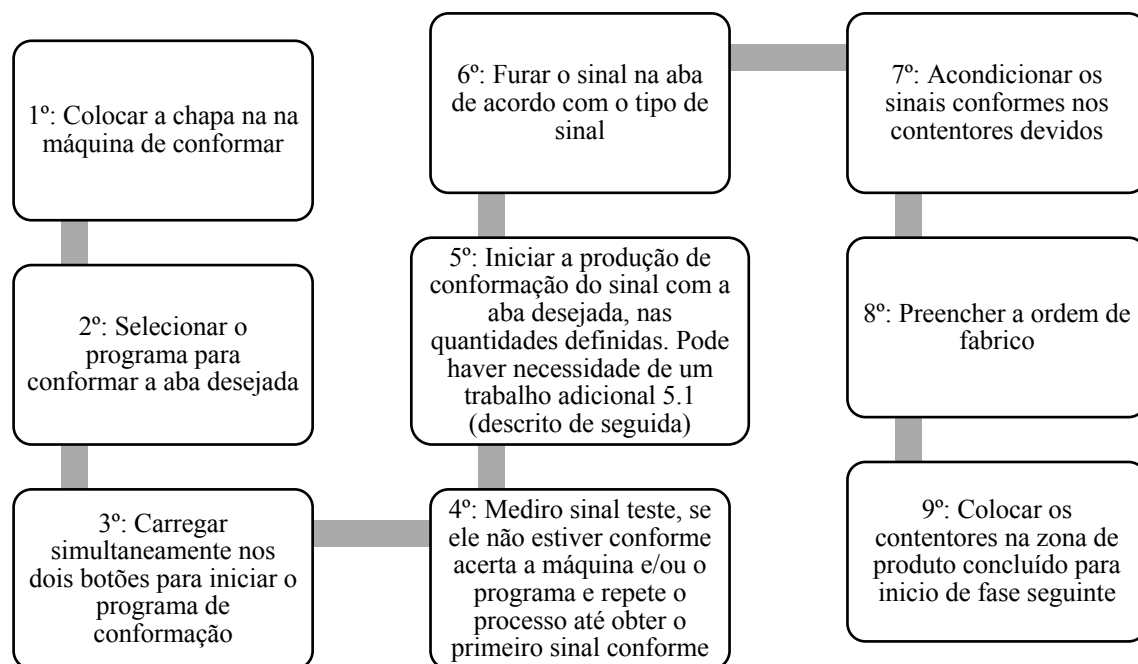 1º: Colocar a chapa na na
máquina de conformar
2º: Selecionar o
programa para
conformar a aba desejada
3º: Carregar
simultaneamente nos
dois botões para iniciar o
programa de
conformação
4º: Mediro sinal teste, se
ele não estiver conforme
acerta a máquina e/ou o
programa e repete o
processo até obter o
primeiro sinal conforme
5º: Iniciar a produção de
conformação do sinal com a
aba desejada, nas
quantidades definidas. Pode
haver necessidade de um
trabalho adicional 5.1
(descrito de seguida)
6º: Furar o sinal na aba
de acordo com o tipo de
sinal
7º: Acondicionar os
sinais conformes nos
contentores devidos
8º: Preencher a ordem de
fabrico
9º: Colocar os
contentores na zona de
produto concluído para
inicio de fase seguinte